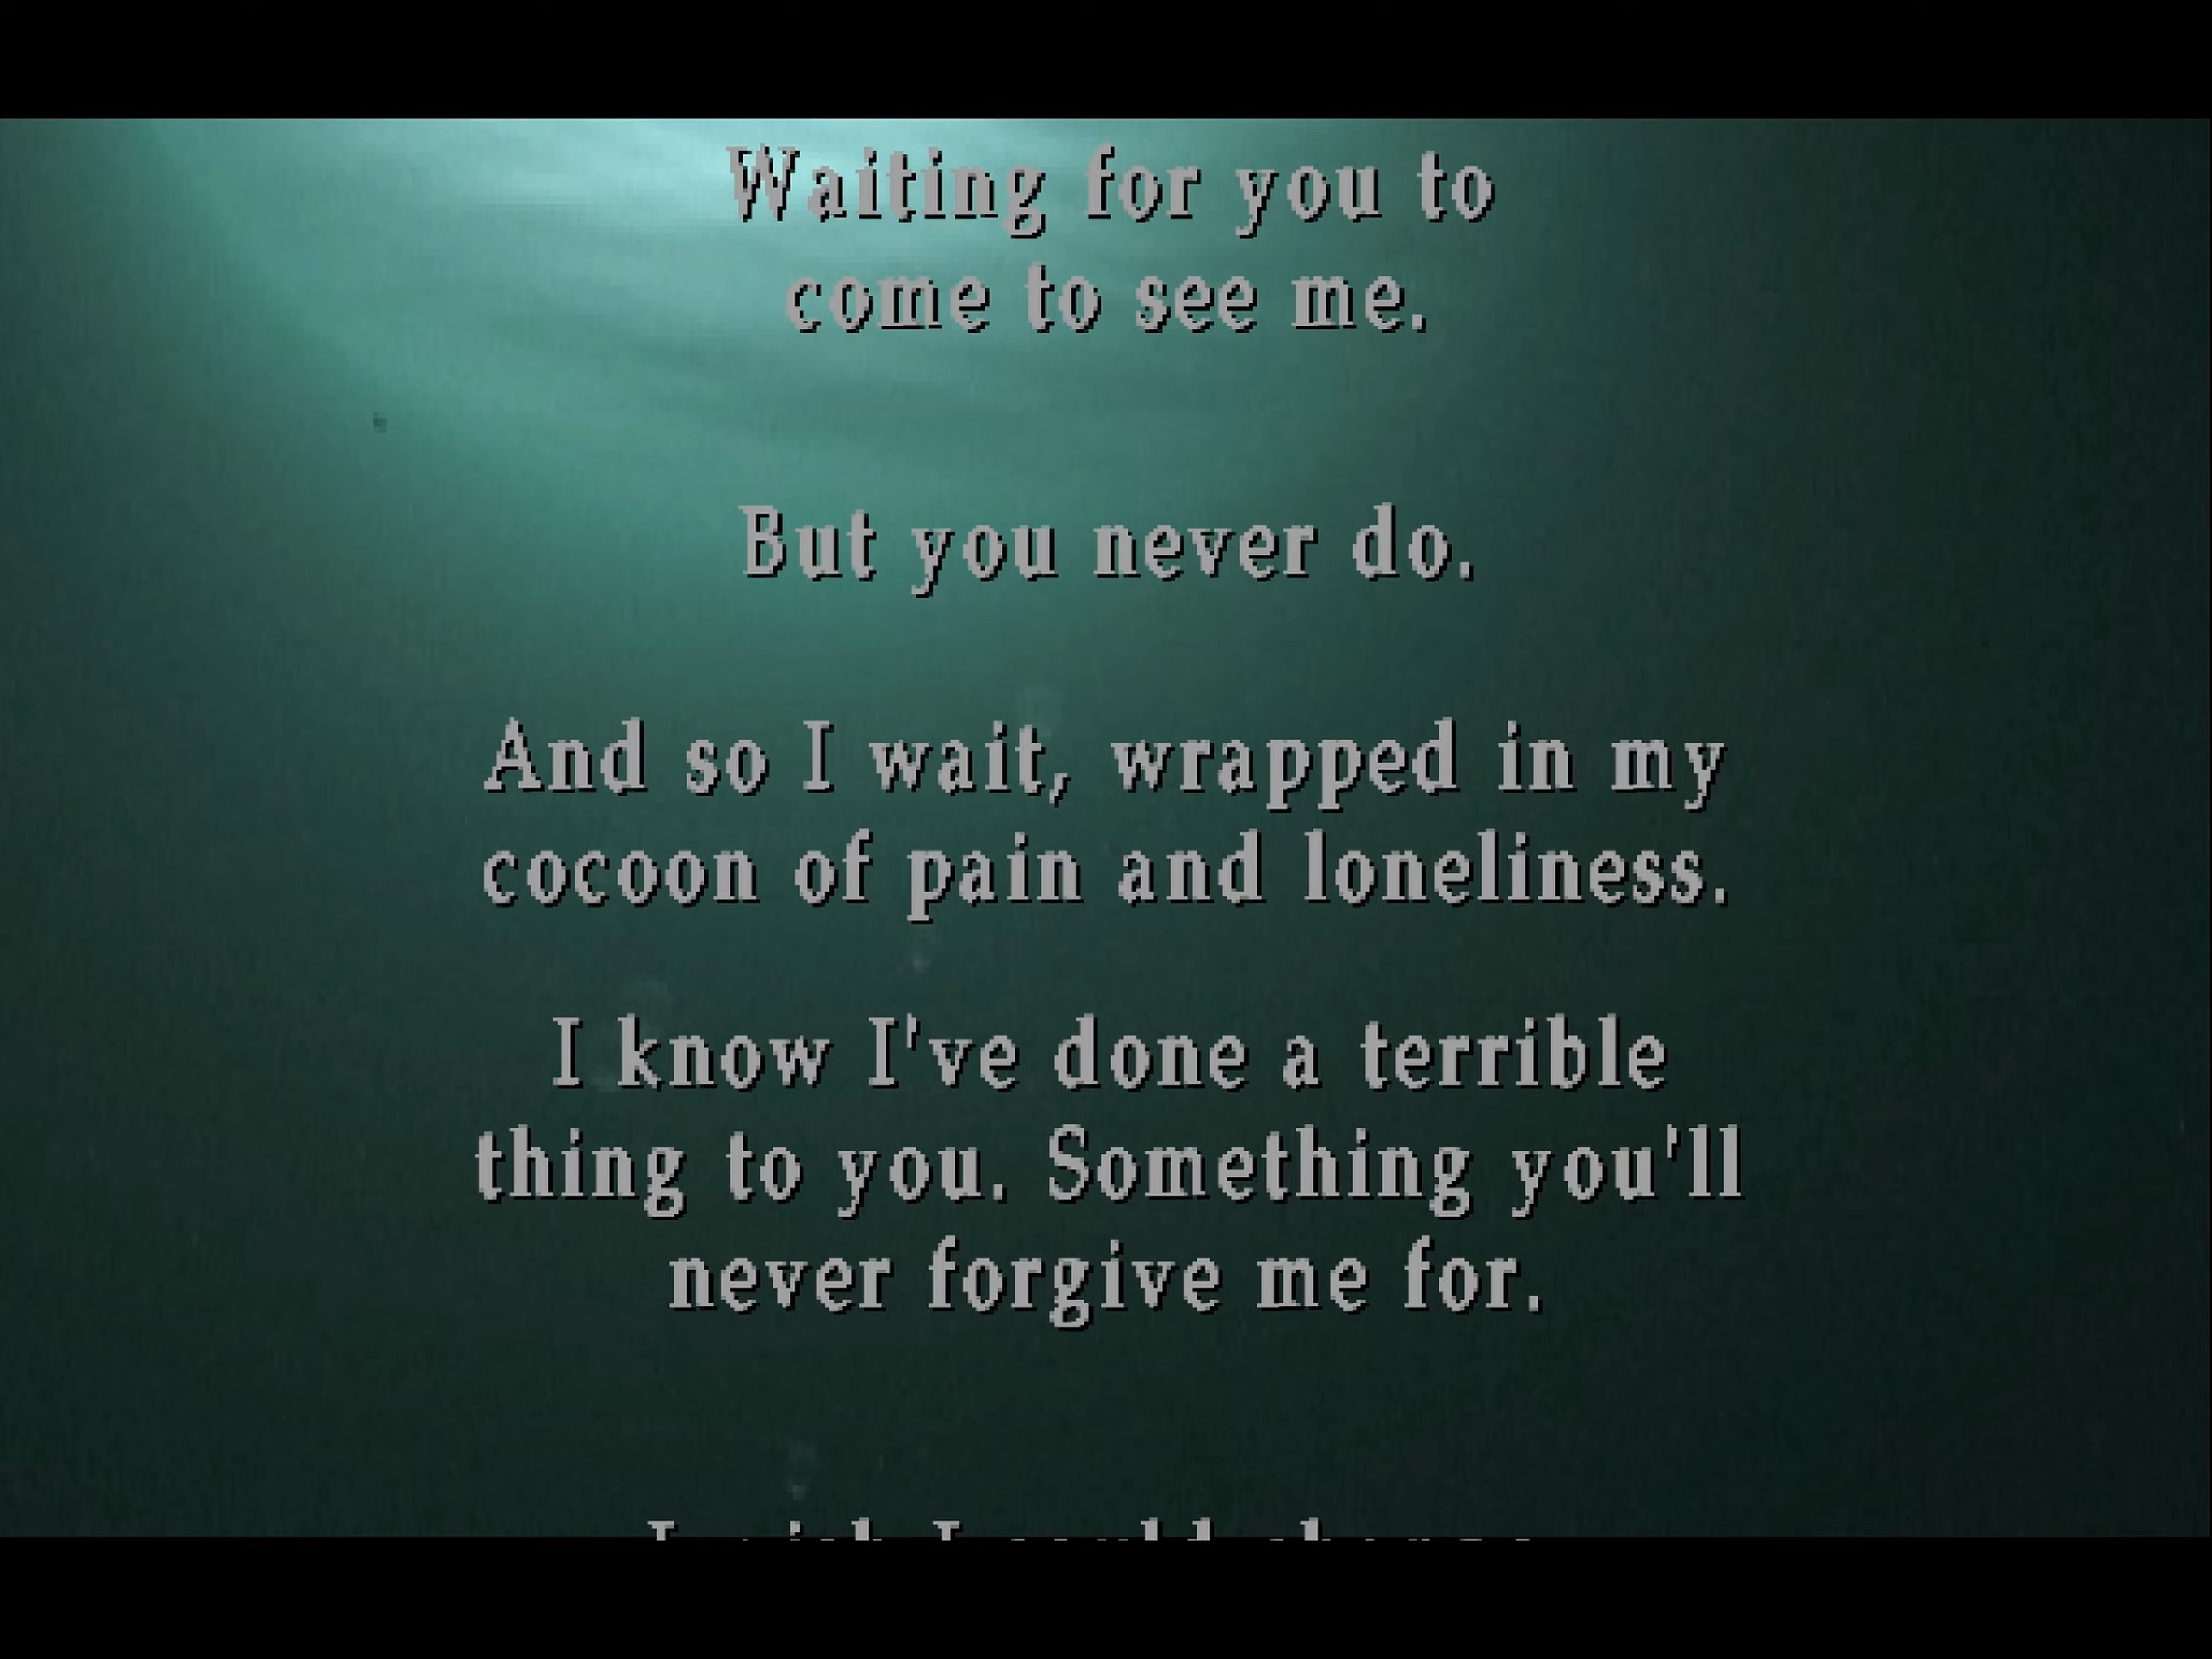 Waiting for you to
come to see me.
But you never do.
And so I wait, wrapped in my
cocoon of pain and loneliness.
I know I've done a terrible
thing to you. Something you'll
never forgive me for.